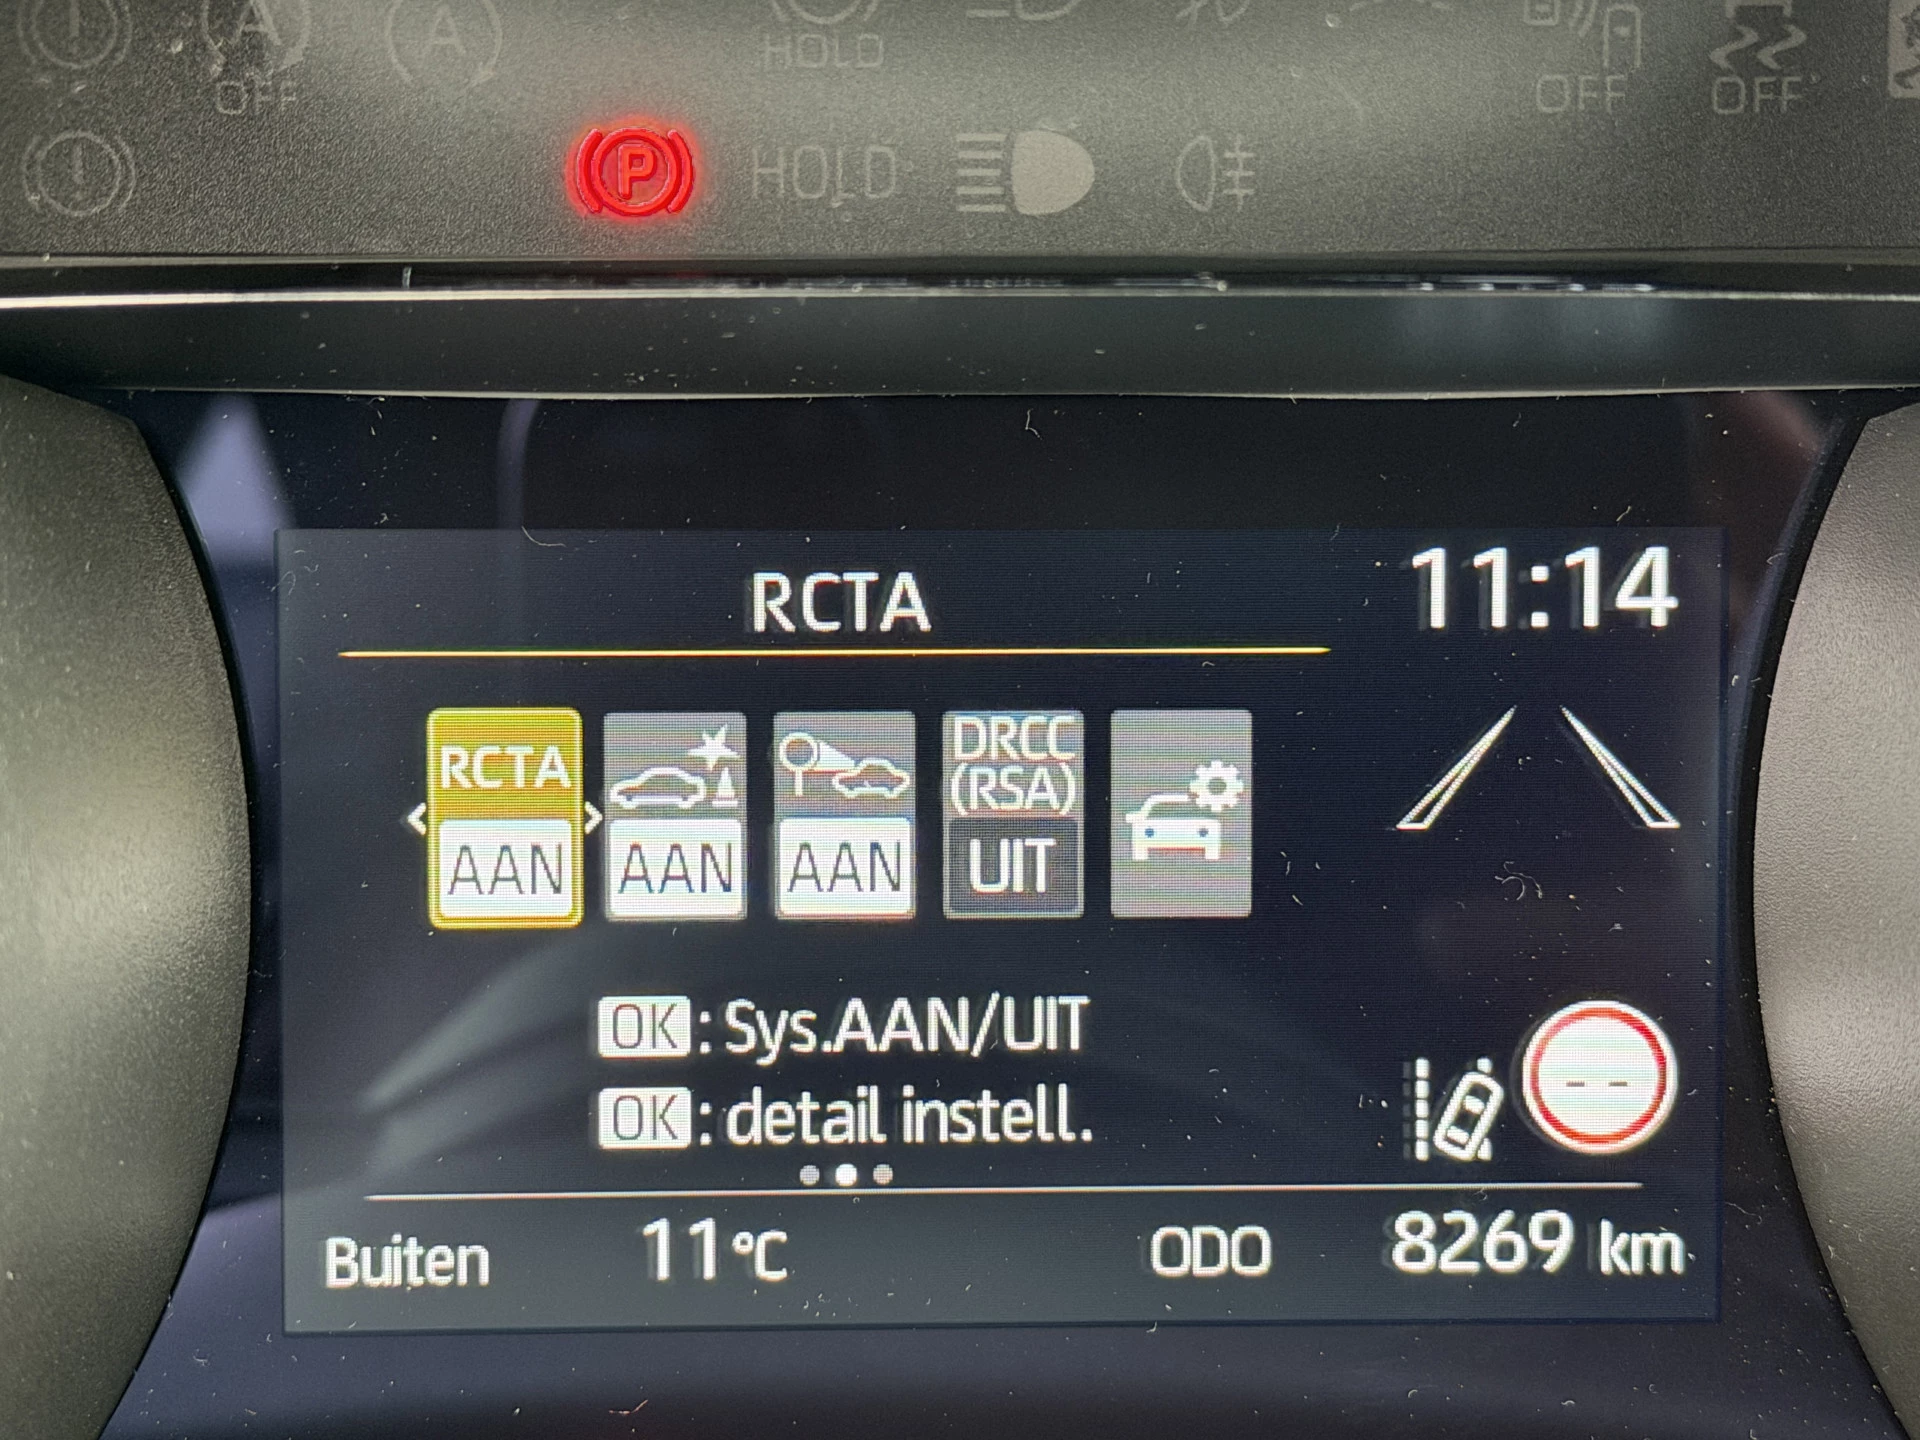 HOLD
OFF
OFF
OFF
P
HOLD
RCTA
11:14
RCTA
DRCC
(RSA)
AAN
AAN
AAN
UIT
OK : Sys.AAN/UIT
OK : detail instell.
Buiten 11°C ODO 8269 km